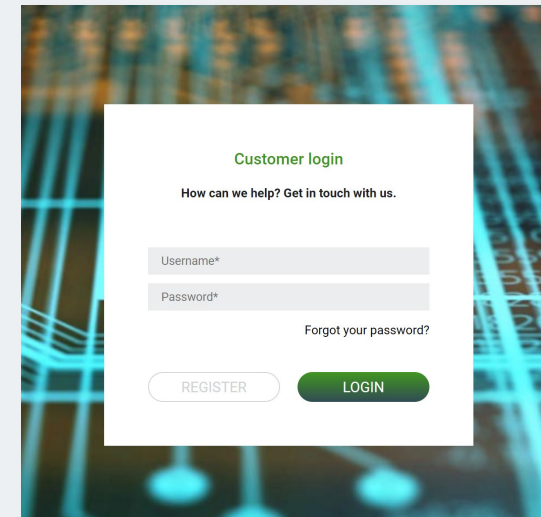 Customer login
How can we help? Get in touch with us.
Username*
Password*
Forgot your password?
REGISTER
LOGIN